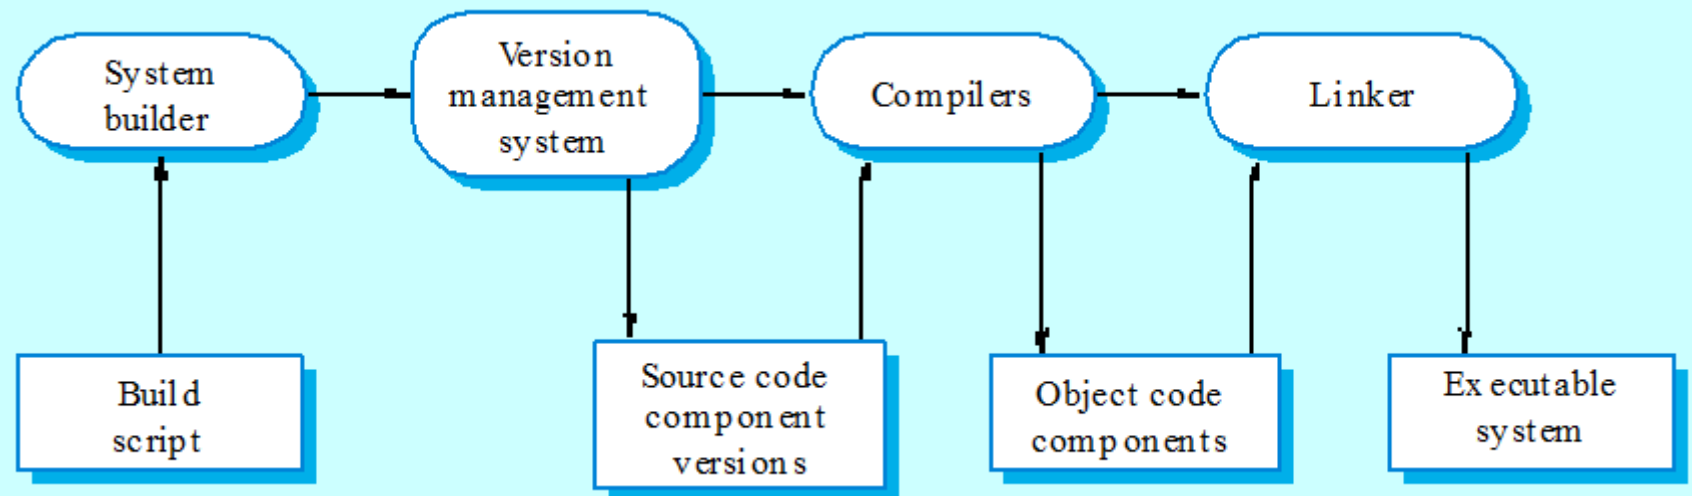 System
builder
Version
management
system
Compilers
Linker
Build
script
Source code
component
versions
Object code
components
Executable
system